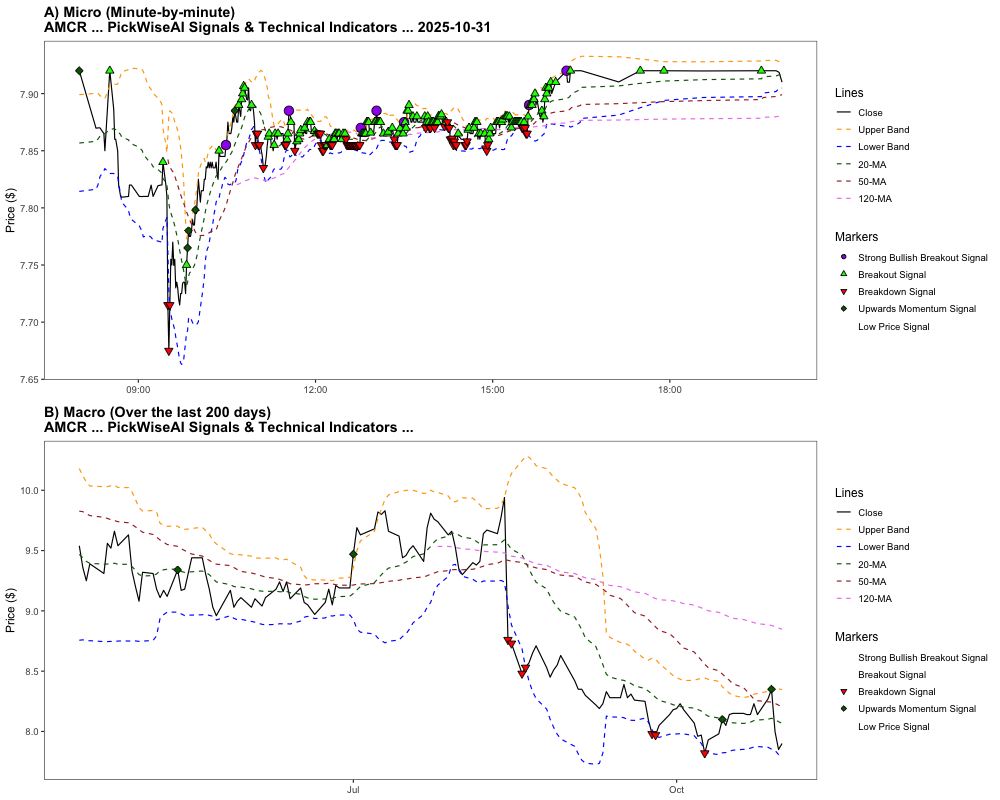 A) Micro (Minute-by-minute)
AMCR ... PickWiseAI Signals & Technical Indicators ... 2025-10-31
Price ($)
7.90
7.85
7.80
7.75
7.70
7.65
09:00
12:00
15:00
18:00
Lines
Close
Upper Band
Lower Band
20-MA
50-MA
120-MA
Markers
Strong Bullish Breakout Signal
Breakout Signal
Breakdown Signal
Upwards Momentum Signal
Low Price Signal
B) Macro (Over the last 200 days)
AMCR ... PickWiseAI Signals & Technical Indicators ...
Price ($)
10.0
9.5
9.0
8.5
8.0
Jul
Oct
Lines
Close
Upper Band
Lower Band
20-MA
50-MA
120-MA
Markers
Strong Bullish Breakout Signal
Breakout Signal
Breakdown Signal
Upwards Momentum Signal
Low Price Signal